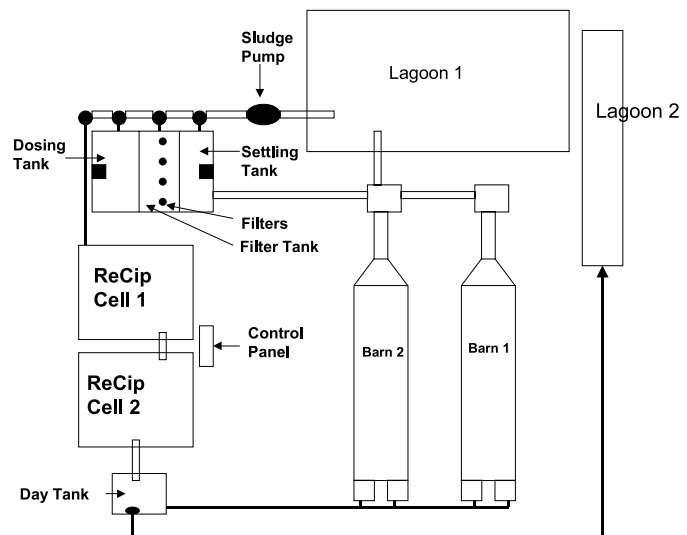 Sludge
Pump
Lagoon 1
Lagoon 2
Dosing
Tank
Settling
Tank
Filters
Filter Tank
ReCip
Cell 1
Control
Panel
Barn 2
Barn 1
ReCip
Cell 2
Day Tank